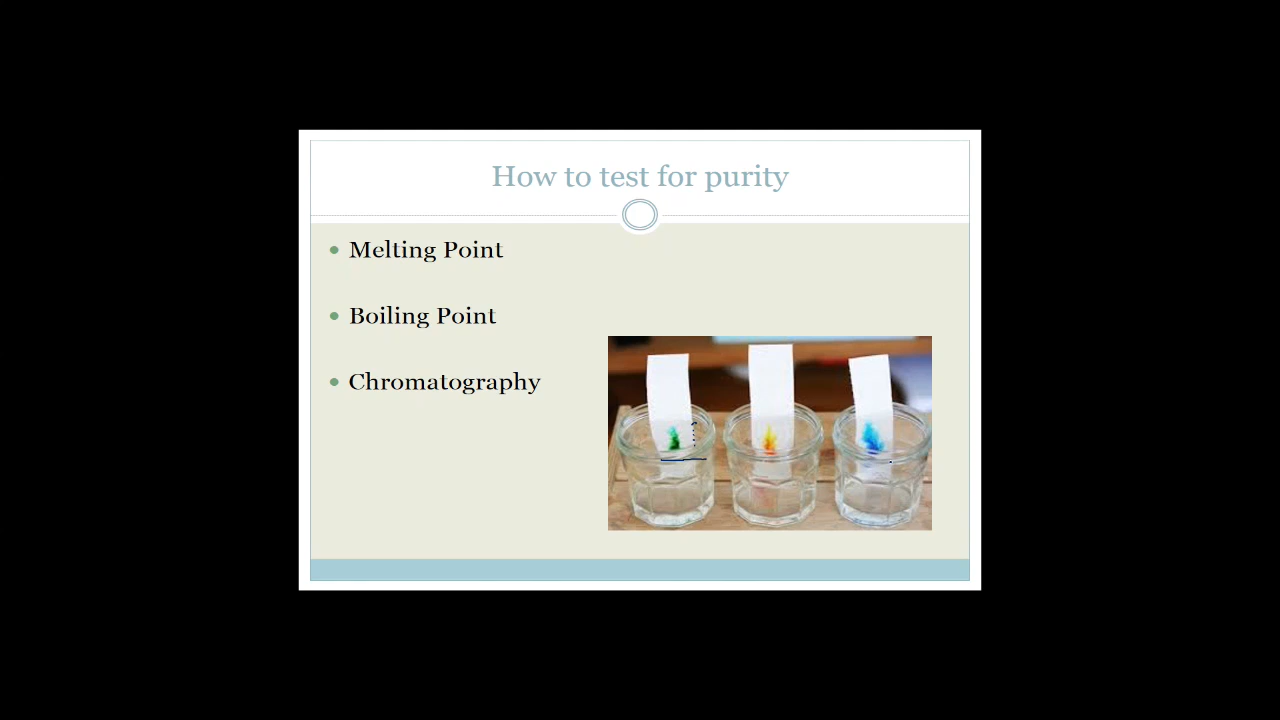 How to test for purity
Melting Point
Boiling Point
Chromatography